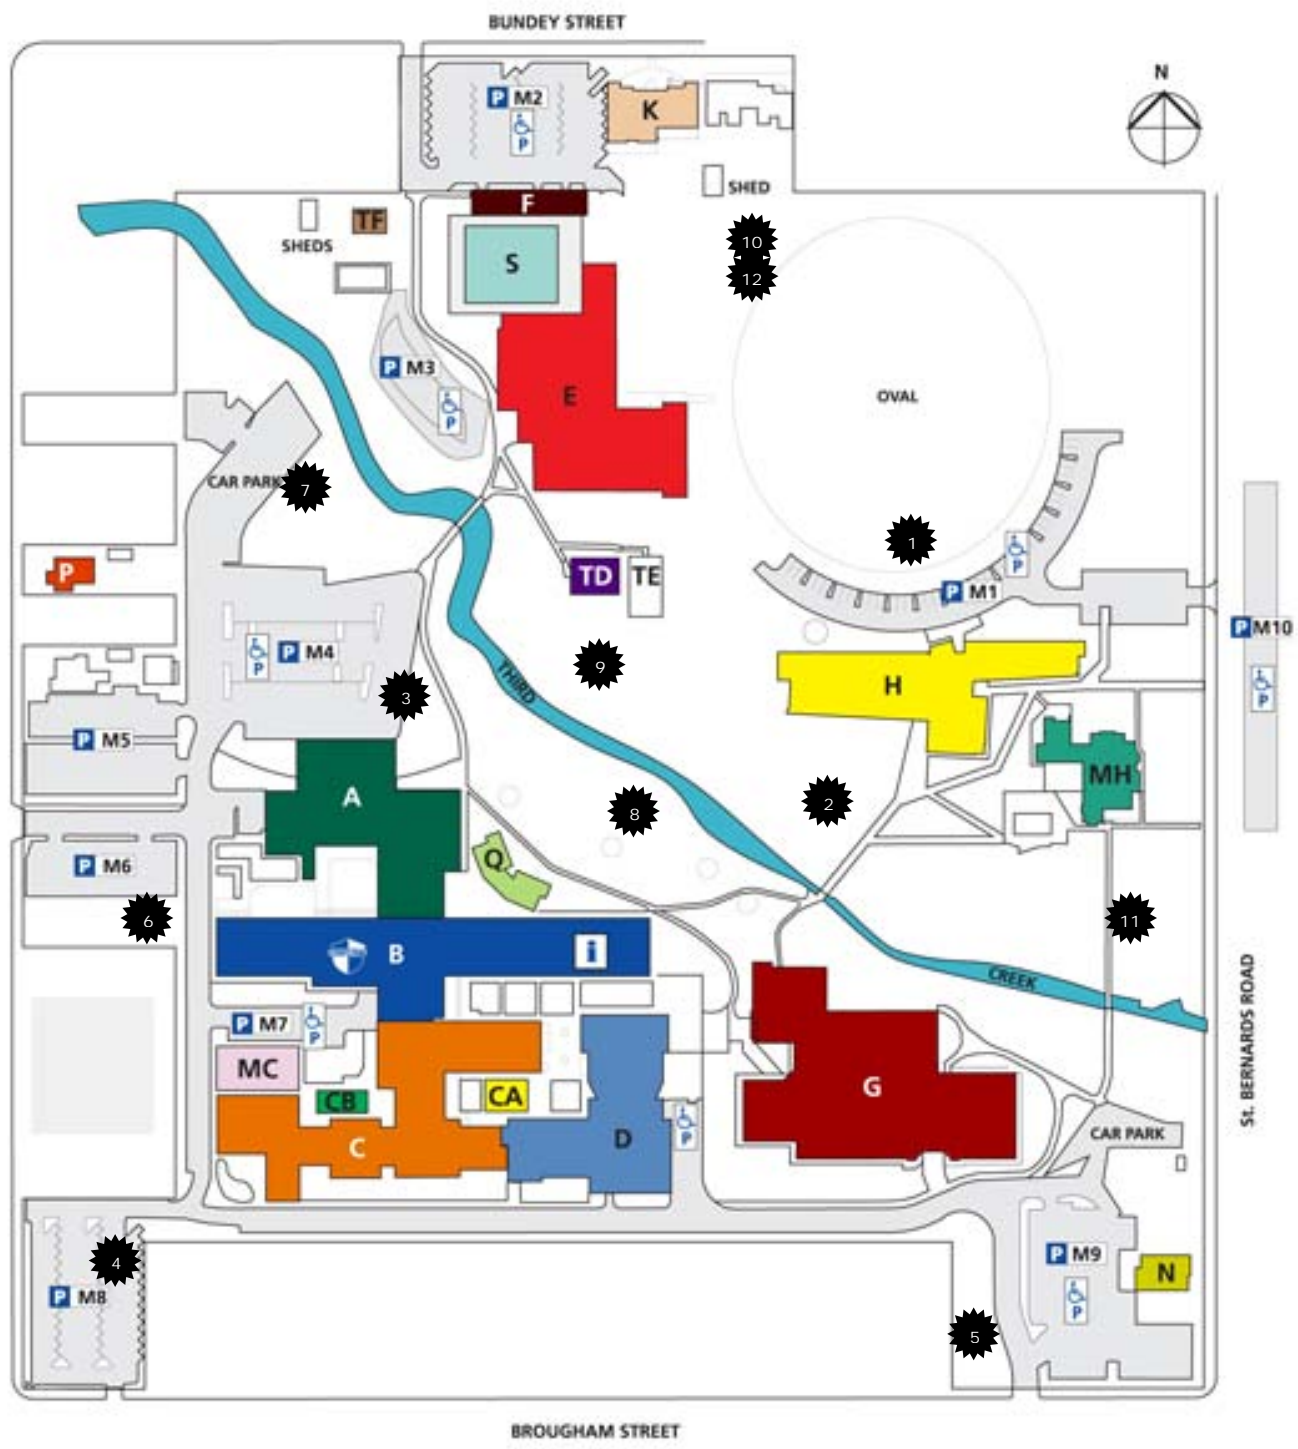 BUNDEY STREET
N
P M2
P
K
SHED
F
TF
SHEDS
S
10
12
P M3
P
E
OVAL
CAR PARK
7
1
P
P M1
P
TD
TE
P M10
P
P M4
P
9
THIRD
H
3
P M5
MH
A
8
2
P M6
Q
6
11
B
i
CREEK
P M7
P
St. BERNARDS ROAD
MC
CB
CA
G
C
D
P
CAR PARK
P M9
P
N
4
P M8
5
BROUGHAM STREET